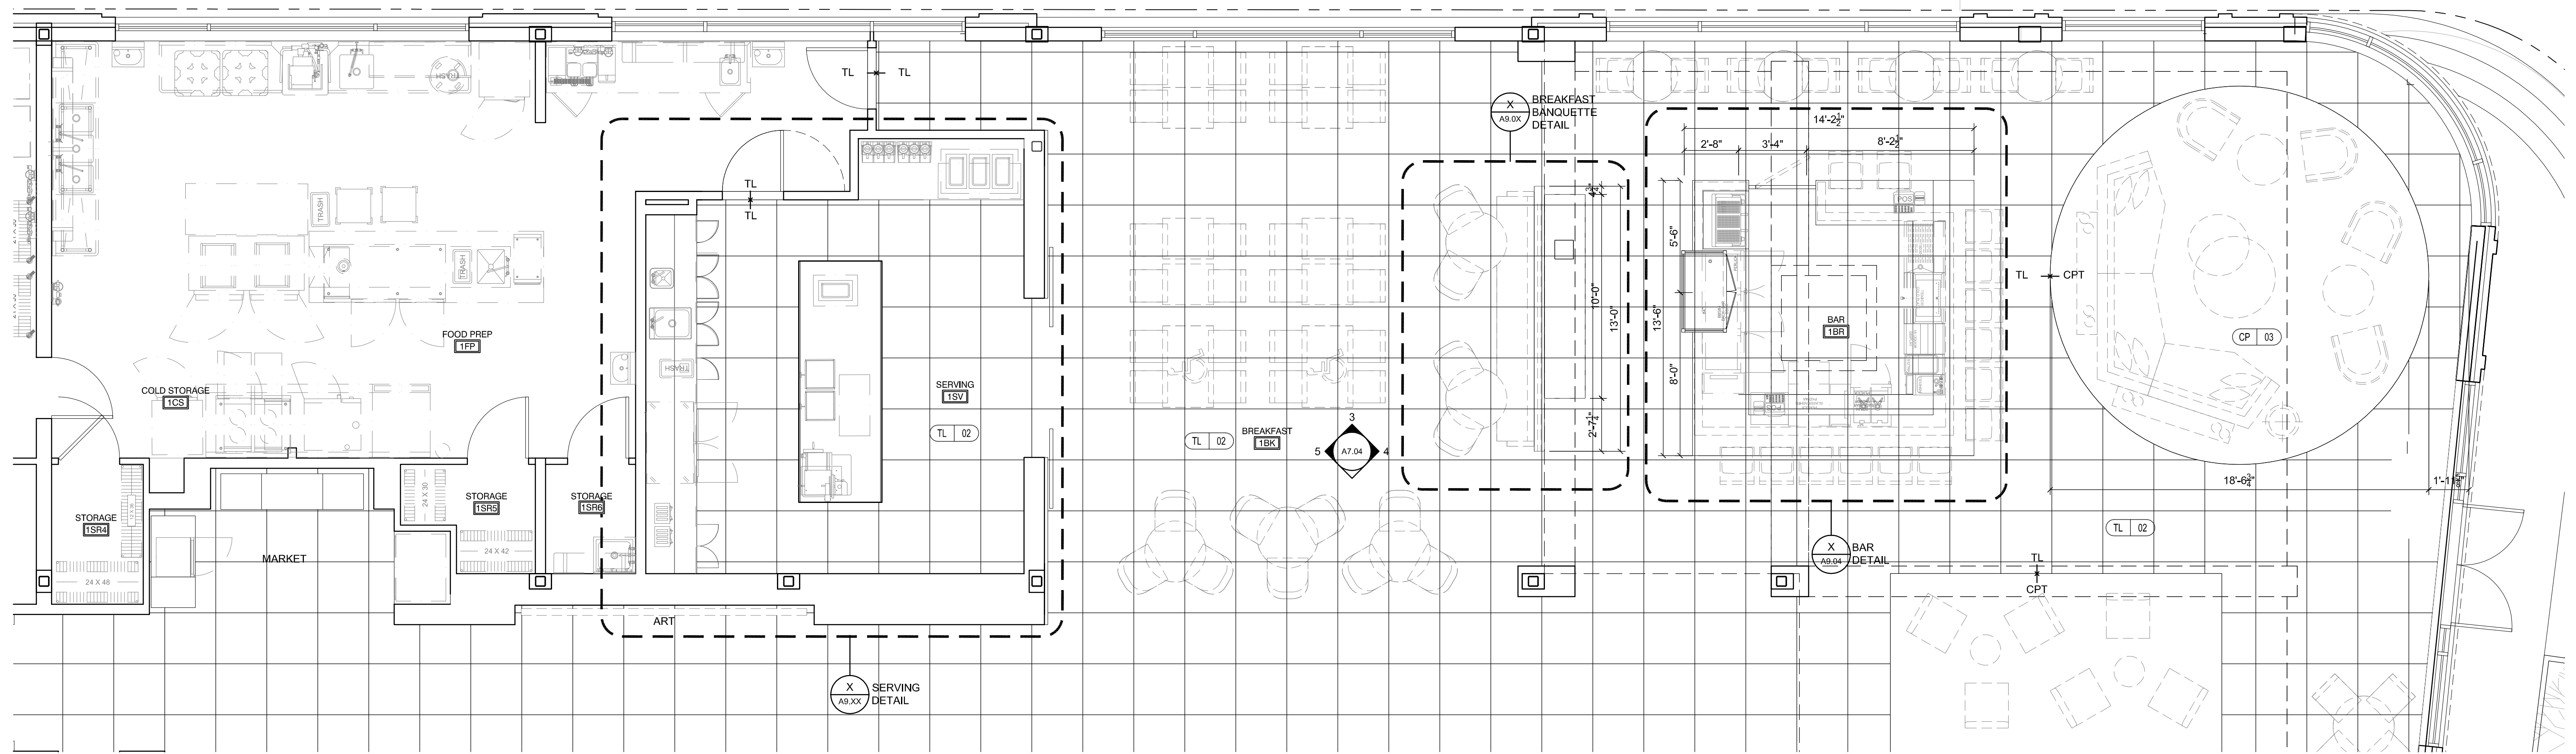 TL
TL
TRASH
X
A9.0X
BREAKFAST
BANQUETTE
DETAIL
14'-2½"
2'-8"
3'-4"
8'-2½"
TL
TL
TRASH
TRASH
POS
5'-6"
10'-0"
13'-0"
13'-6"
TL
CPT
FOOD PREP
1FP
BAR
1BR
CP 03
TRASH
8'-0"
COLD STORAGE
1CS
SERVING
1SV
2'-7¼"
3
TL 02
TL 02
BREAKFAST
1BK
5
A7.04
4
18'-6¾"
STORAGE
1SR4
24 X 30
STORAGE
1SR5
STORAGE
1SR6
TL 02
24 X 42
MARKET
24 X 48
X
A9.04
BAR
DETAIL
TL
CPT
ART
X
A9.XX
SERVING
DETAIL